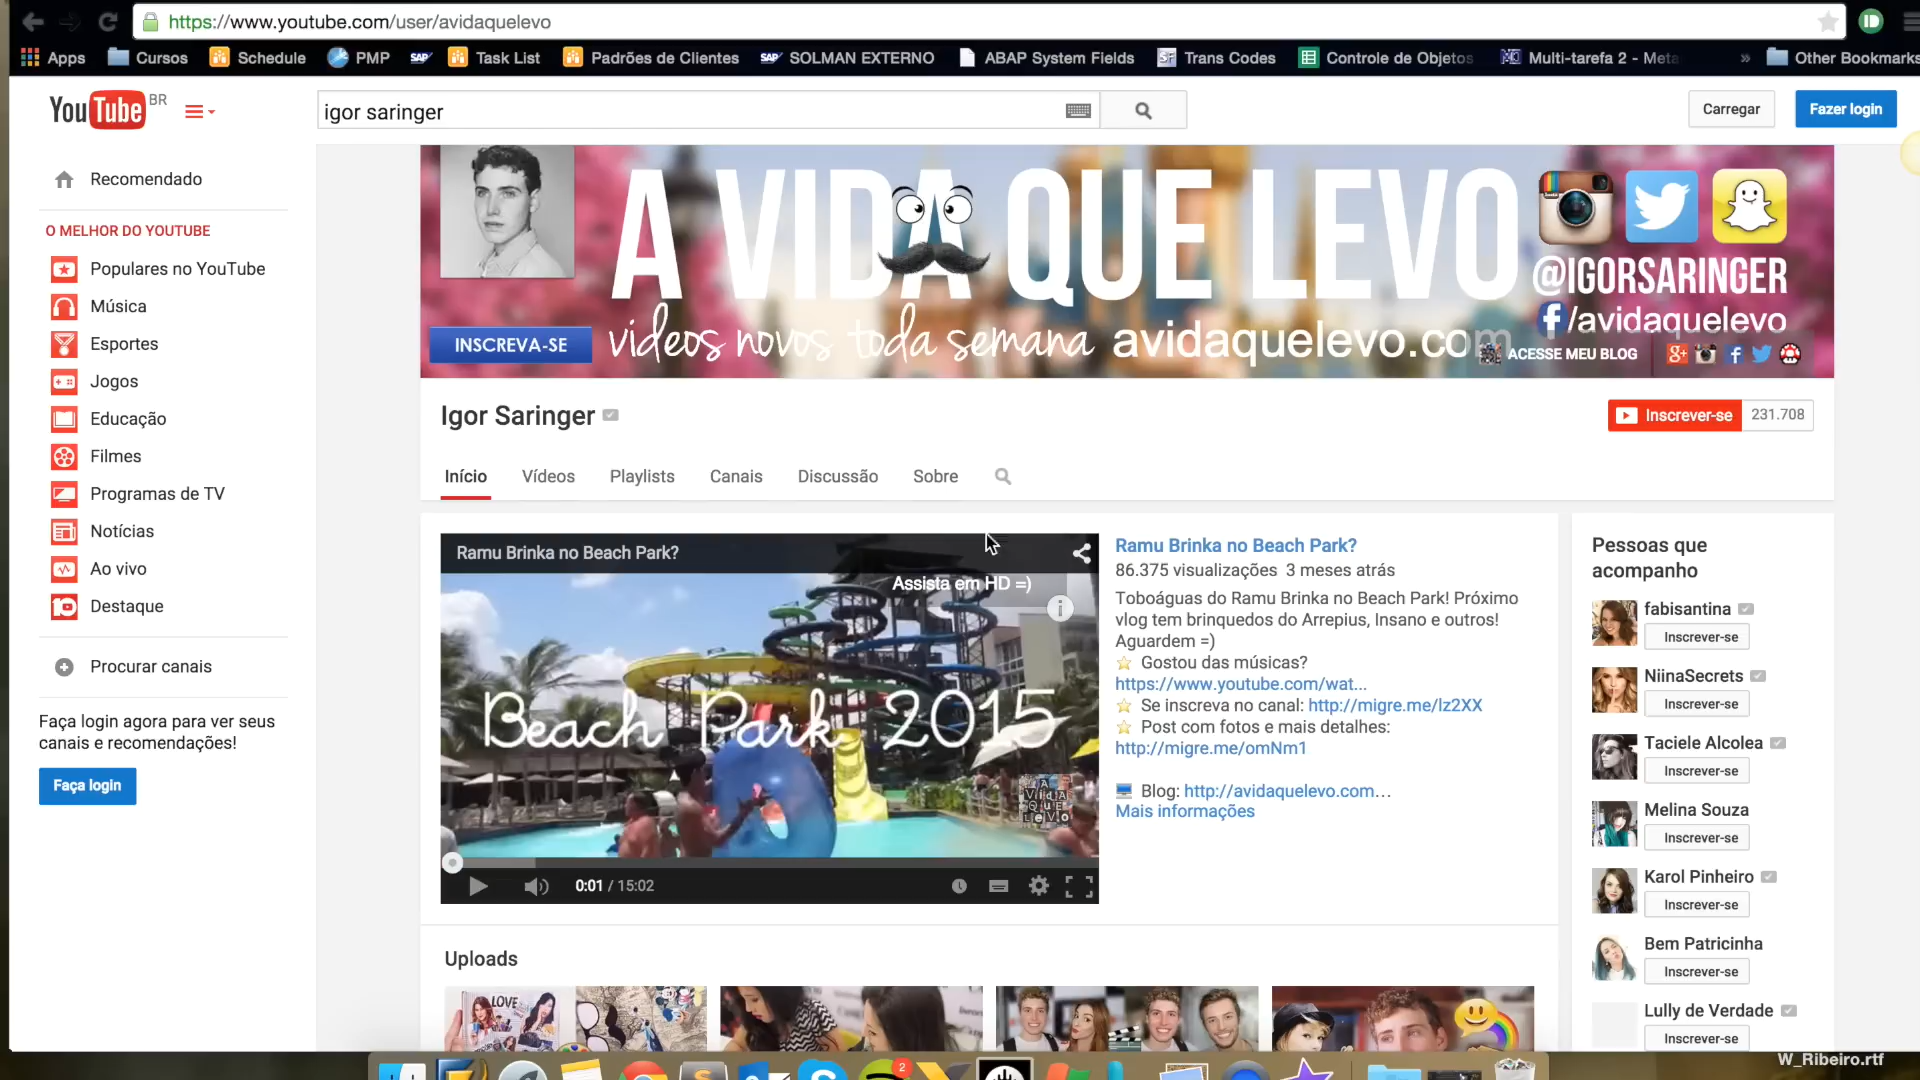 https://www.youtube.com/user/avidaquelevo
Apps Cursos Schedule PMP SAP Task List Padrões de Clientes SAP SOLMAN EXTERNO ABAP System Fields Trans Codes Controle de Objetos Multi-tarefa 2 - Meta » Other Bookmarks
YouTube BR
igor saringer
Carregar
Fazer login
Recomendado
O MELHOR DO YOUTUBE
Populares no YouTube
Música
Esportes
Jogos
Educação
Filmes
Programas de TV
Notícias
Ao vivo
Destaque
Procurar canais
Faça login agora para ver seus
canais e recomendações!
Faça login
A VIDA QUE LEVO
@IGORSARINGER
f/avidaquelevo
INSCREVA-SE
videos novos toda semana avidaquelevo.com
ACESSE MEU BLOG
Igor Saringer
Inscrever-se 231.708
Início Vídeos Playlists Canais Discussão Sobre
Ramu Brinka no Beach Park?
Assista em HD =)
Beach Park 2015
A ViDA QUE LeVo
0:01 / 15:02
Ramu Brinka no Beach Park?
86.375 visualizações 3 meses atrás
Toboáguas do Ramu Brinka no Beach Park! Próximo
vlog tem brinquedos do Arrepius, Insano e outros!
Aguardem =)
Gostou das músicas?
https://www.youtube.com/wat...
Se inscreva no canal: http://migre.me/lz2XX
Post com fotos e mais detalhes:
http://migre.me/omNm1
Blog: http://avidaquelevo.com...
Mais informações
Uploads
LOVE
Pessoas que
acompanho
fabisantina
Inscrever-se
NiinaSecrets
Inscrever-se
Taciele Alcolea
Inscrever-se
Melina Souza
Inscrever-se
Karol Pinheiro
Inscrever-se
Bem Patricinha
Inscrever-se
Lully de Verdade
Inscrever-se
2
W_Ribeiro.rtf